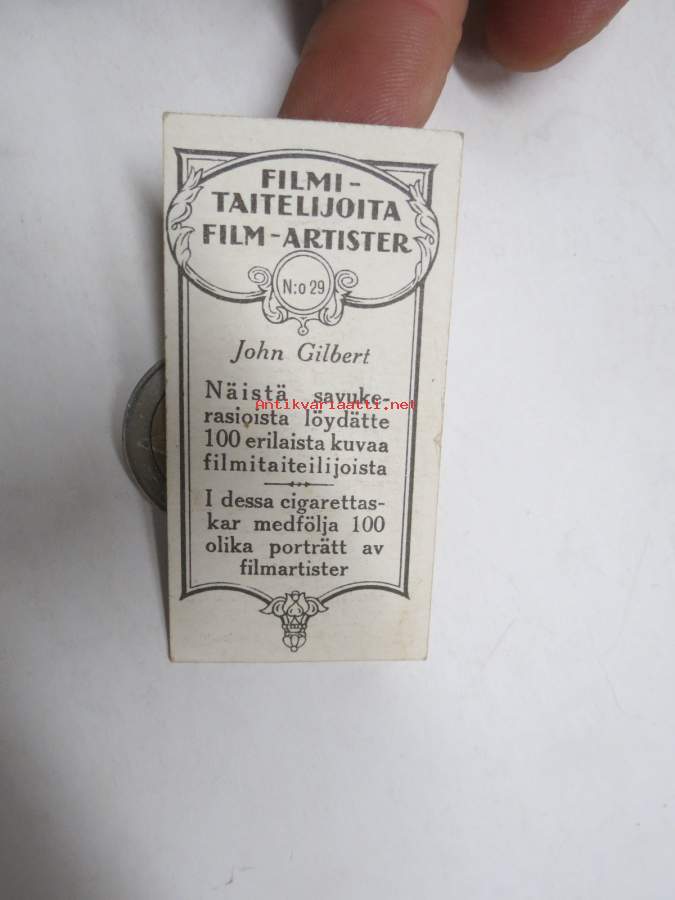 FILMI-
TAITELIJOITA
FILM-ARTISTER
N:o 29
John Gilbert
Näistä savuke-
rasioista löydätte
100 erilaista kuvaa
filmitaiteilijoista
I dessa cigarettas-
kar medfölja 100
olika porträtt av
filmartister
Antikvariaatti.net